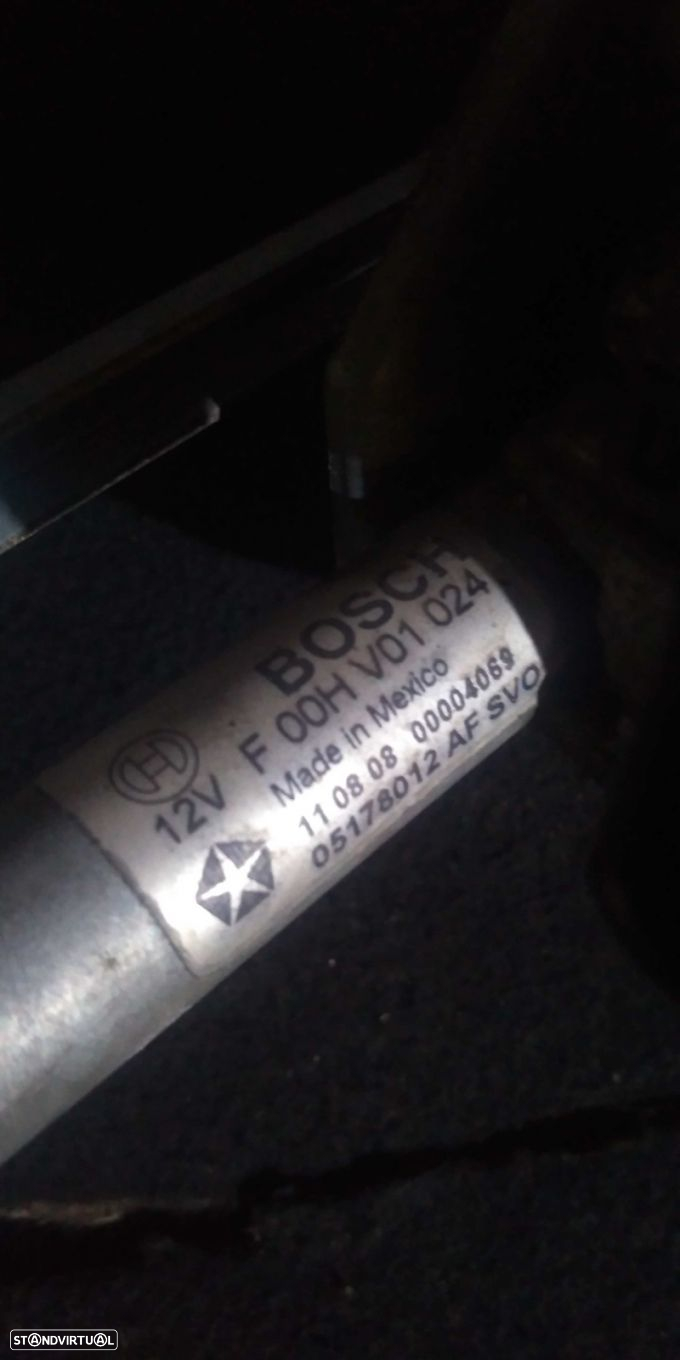 BOSCH
12V F 00H V01 024
Made in Mexico
11 08 08 00004069
05178012 AF SVO
STANDVIRTUAL